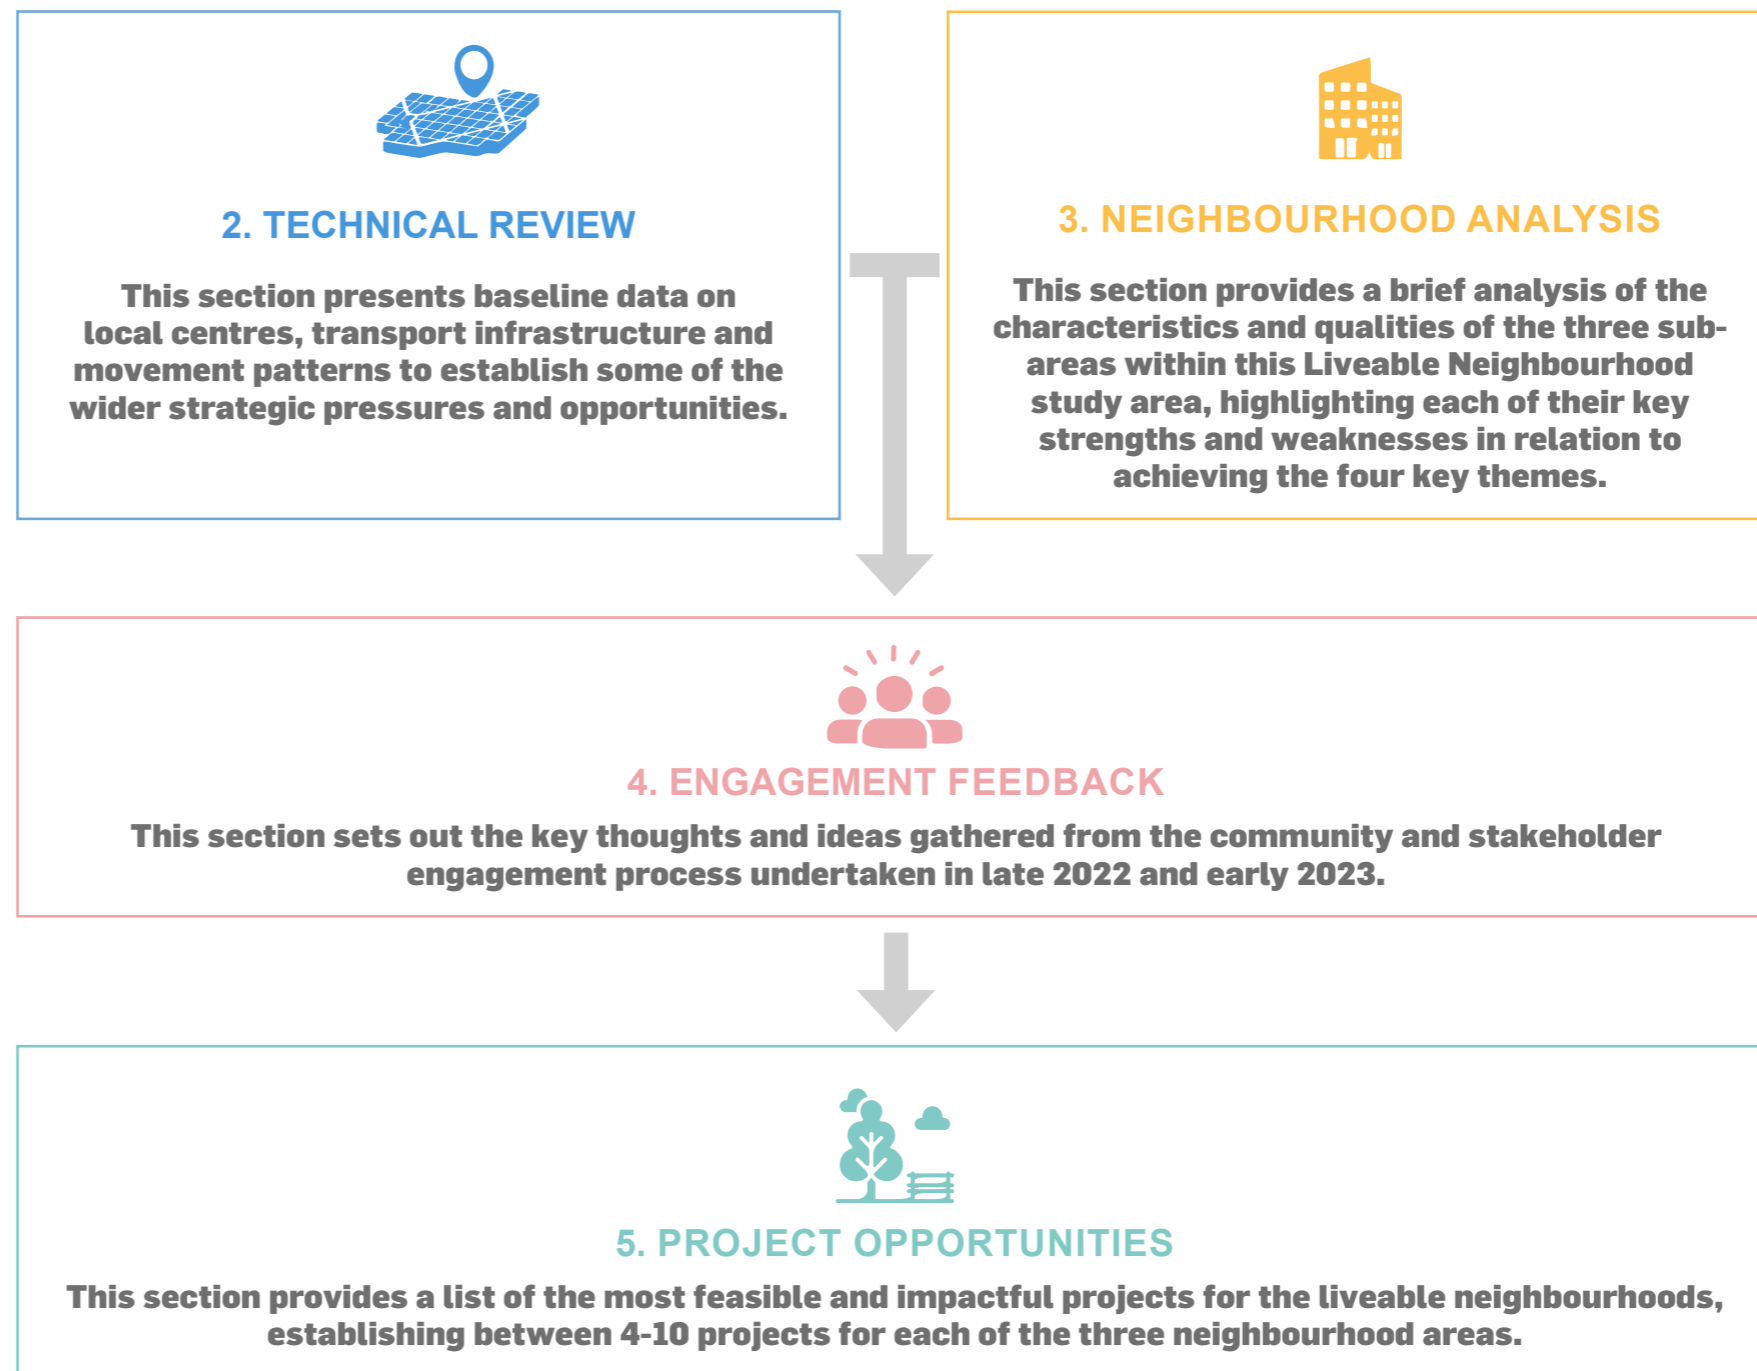 2. TECHNICAL REVIEW
This section presents baseline data on
local centres, transport infrastructure and
movement patterns to establish some of the
wider strategic pressures and opportunities.
3. NEIGHBOURHOOD ANALYSIS
This section provides a brief analysis of the
characteristics and qualities of the three sub-
areas within this Liveable Neighbourhood
study area, highlighting each of their key
strengths and weaknesses in relation to
achieving the four key themes.
4. ENGAGEMENT FEEDBACK
This section sets out the key thoughts and ideas gathered from the community and stakeholder
engagement process undertaken in late 2022 and early 2023.
5. PROJECT OPPORTUNITIES
This section provides a list of the most feasible and impactful projects for the liveable neighbourhoods,
establishing between 4-10 projects for each of the three neighbourhood areas.